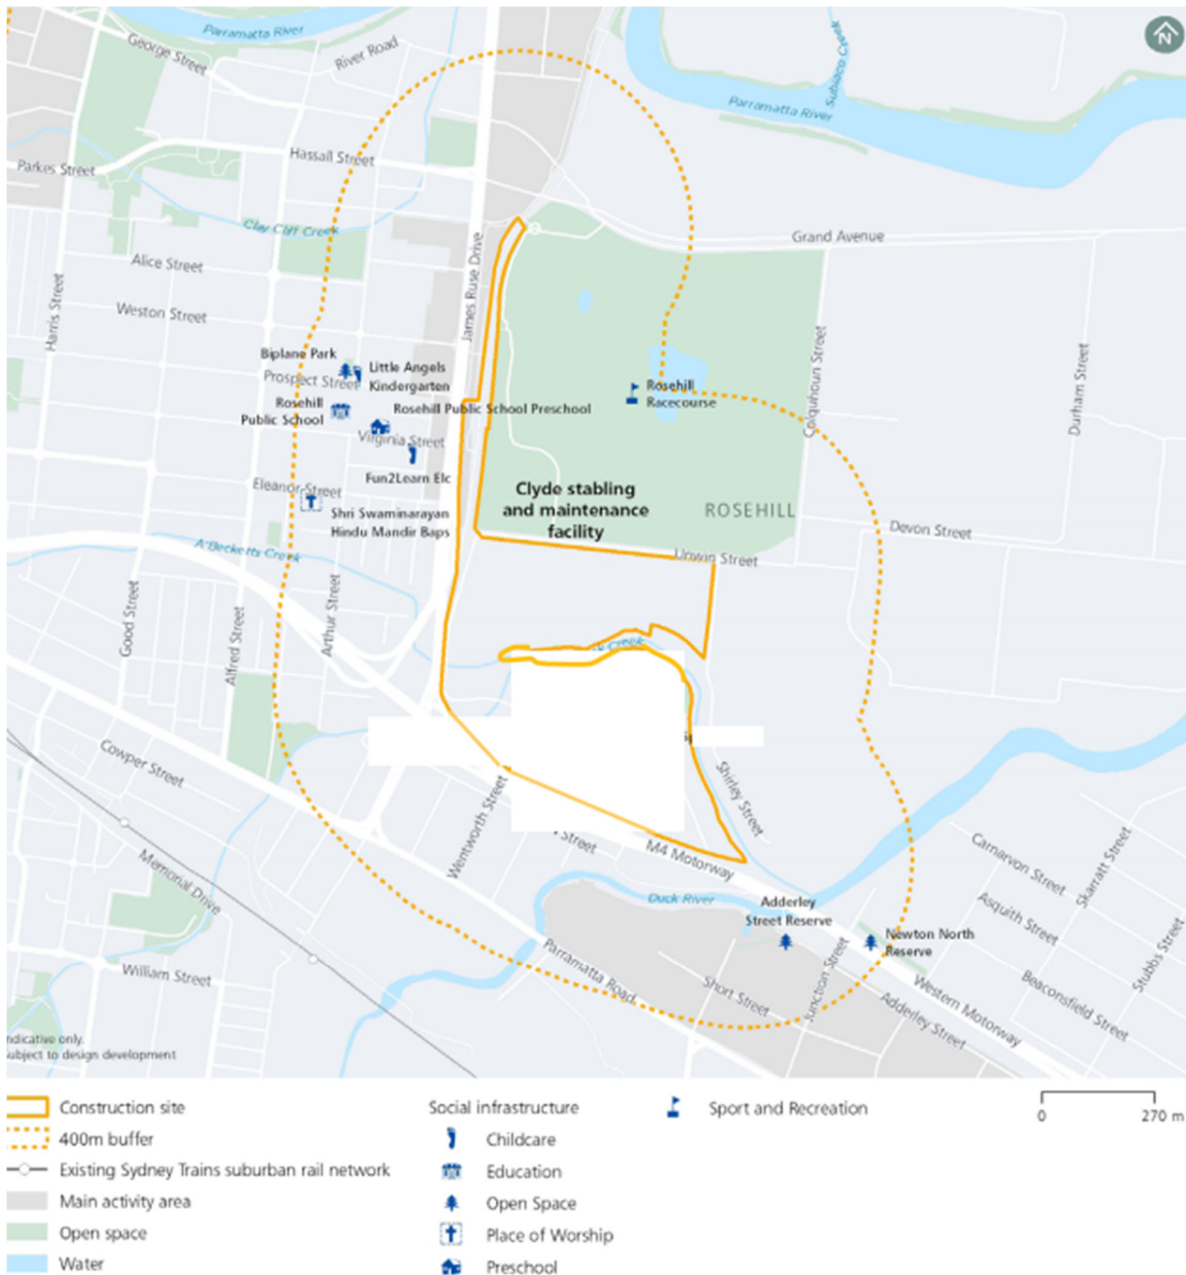 Parramatta River
George Street
River Road
Subiaco Creek
Parramatta River
Hassall Street
Parkes Street
Clay Cliff Creek
Grand Avenue
Alice Street
James Ruse Drive
Harris Street
Weston Street
Biplane Park
Little Angels
Kindergarten
Prospect Street
Rosehill
Public School
Rosehill Public School Preschool
Rosehill
Racecourse
Colquhoun Street
Durham Street
Virginia Street
Fun2Learn Elc
Eleanor Street
Shri Swaminarayan
Hindu Mandir Baps
Clyde stabling
and maintenance
facility
ROSEHILL
Devon Street
Unwin Street
A'Becketts Creek
Good Street
Alfred Street
Arthur Street
Creek
Cowper Street
Wentworth Street
Shirley Street
Street
M4 Motorway
Memorial Drive
Duck River
Adderley
Street Reserve
Newton North
Reserve
Carnarvon Street
Asquith Street
Skarratt Street
Stubbs Street
Beaconsfield Street
William Street
Parramatta Road
Short Street
Junction Street
Adderley Street
Western Motorway
ndicative only.
ubject to design development
Construction site
400m buffer
Existing Sydney Trains suburban rail network
Main activity area
Open space
Water
Social infrastructure
Childcare
Education
Open Space
Place of Worship
Preschool
Sport and Recreation
0 270 m
N